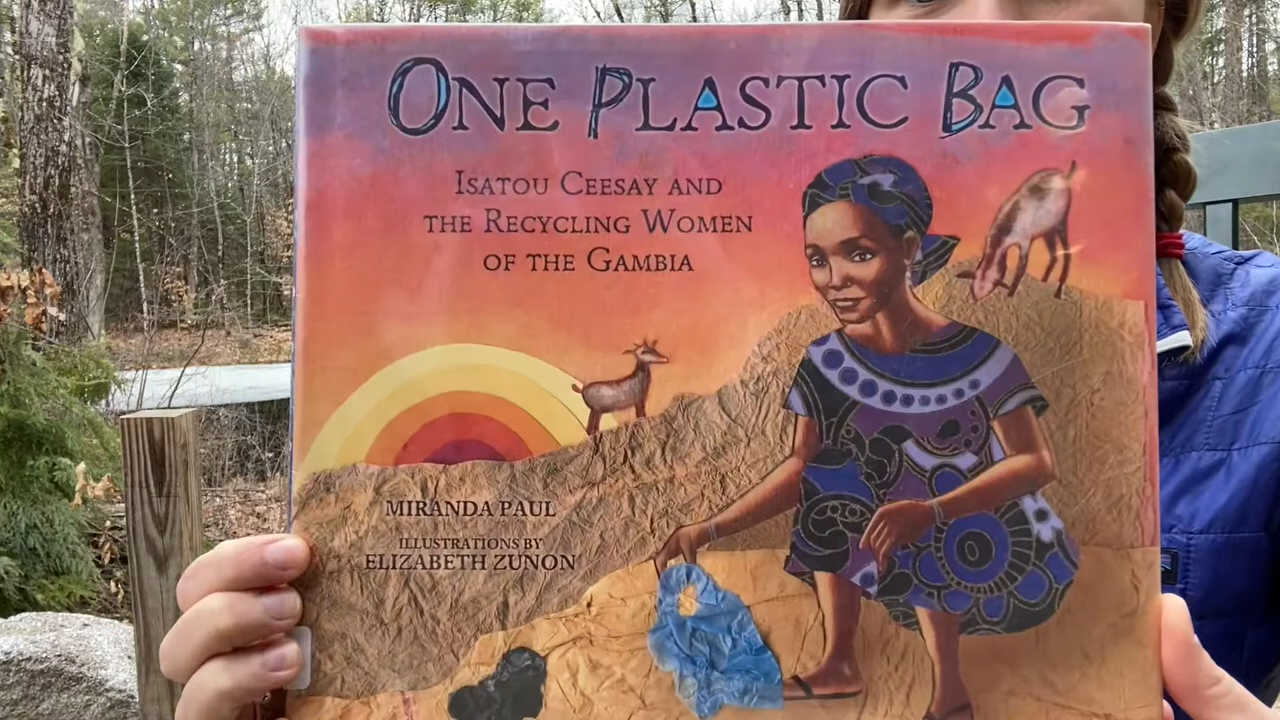 ONE PLASTIC BAG
ISATOU CEESAY AND
THE RECYCLING WOMEN
OF THE GAMBIA
MIRANDA PAUL
ILLUSTRATIONS BY
ELIZABETH ZUNON